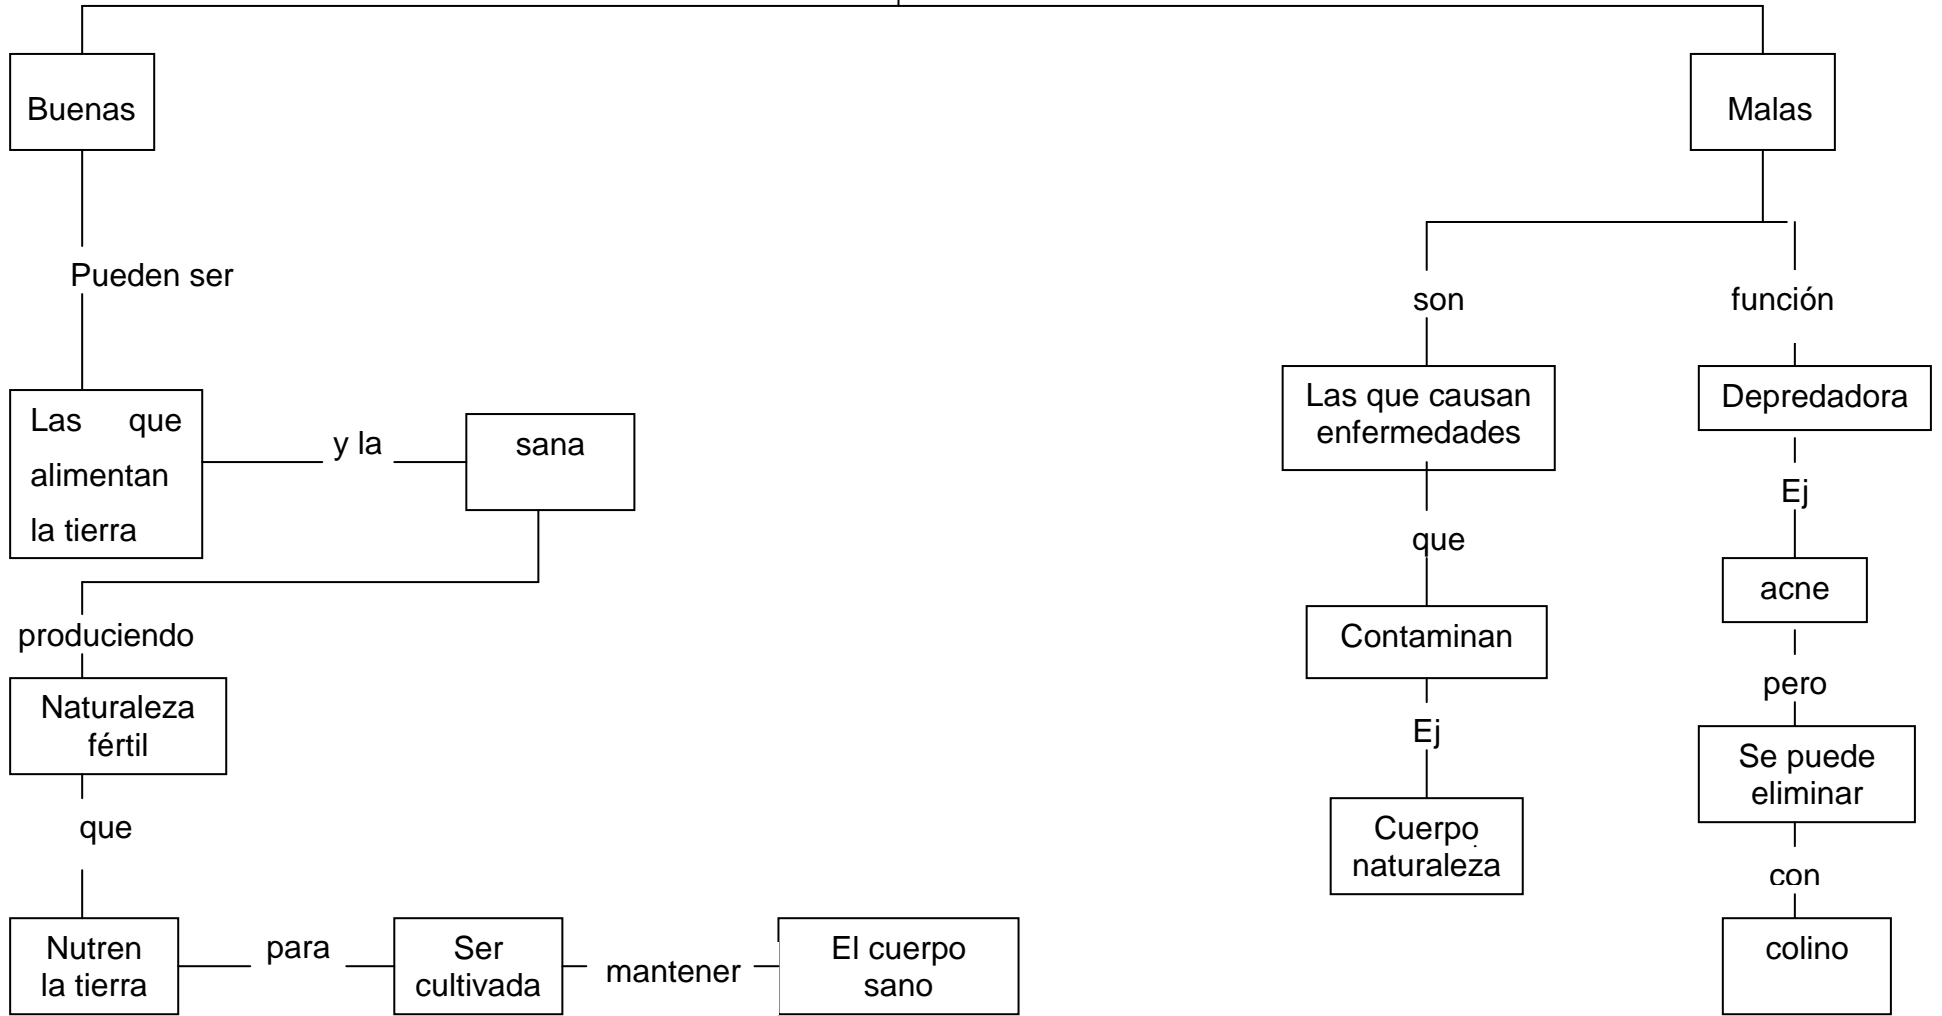 Buenas
Malas
Pueden ser
son
función
Las que
alimentan
la tierra
y la
sana
Las que causan
enfermedades
Depredadora
Ej
que
acne
produciendo
Contaminan
pero
Naturaleza
fértil
Ej
Se puede
eliminar
que
Cuerpo
naturaleza
con
Nutren
la tierra
para
Ser
cultivada
mantener
El cuerpo
sano
colino